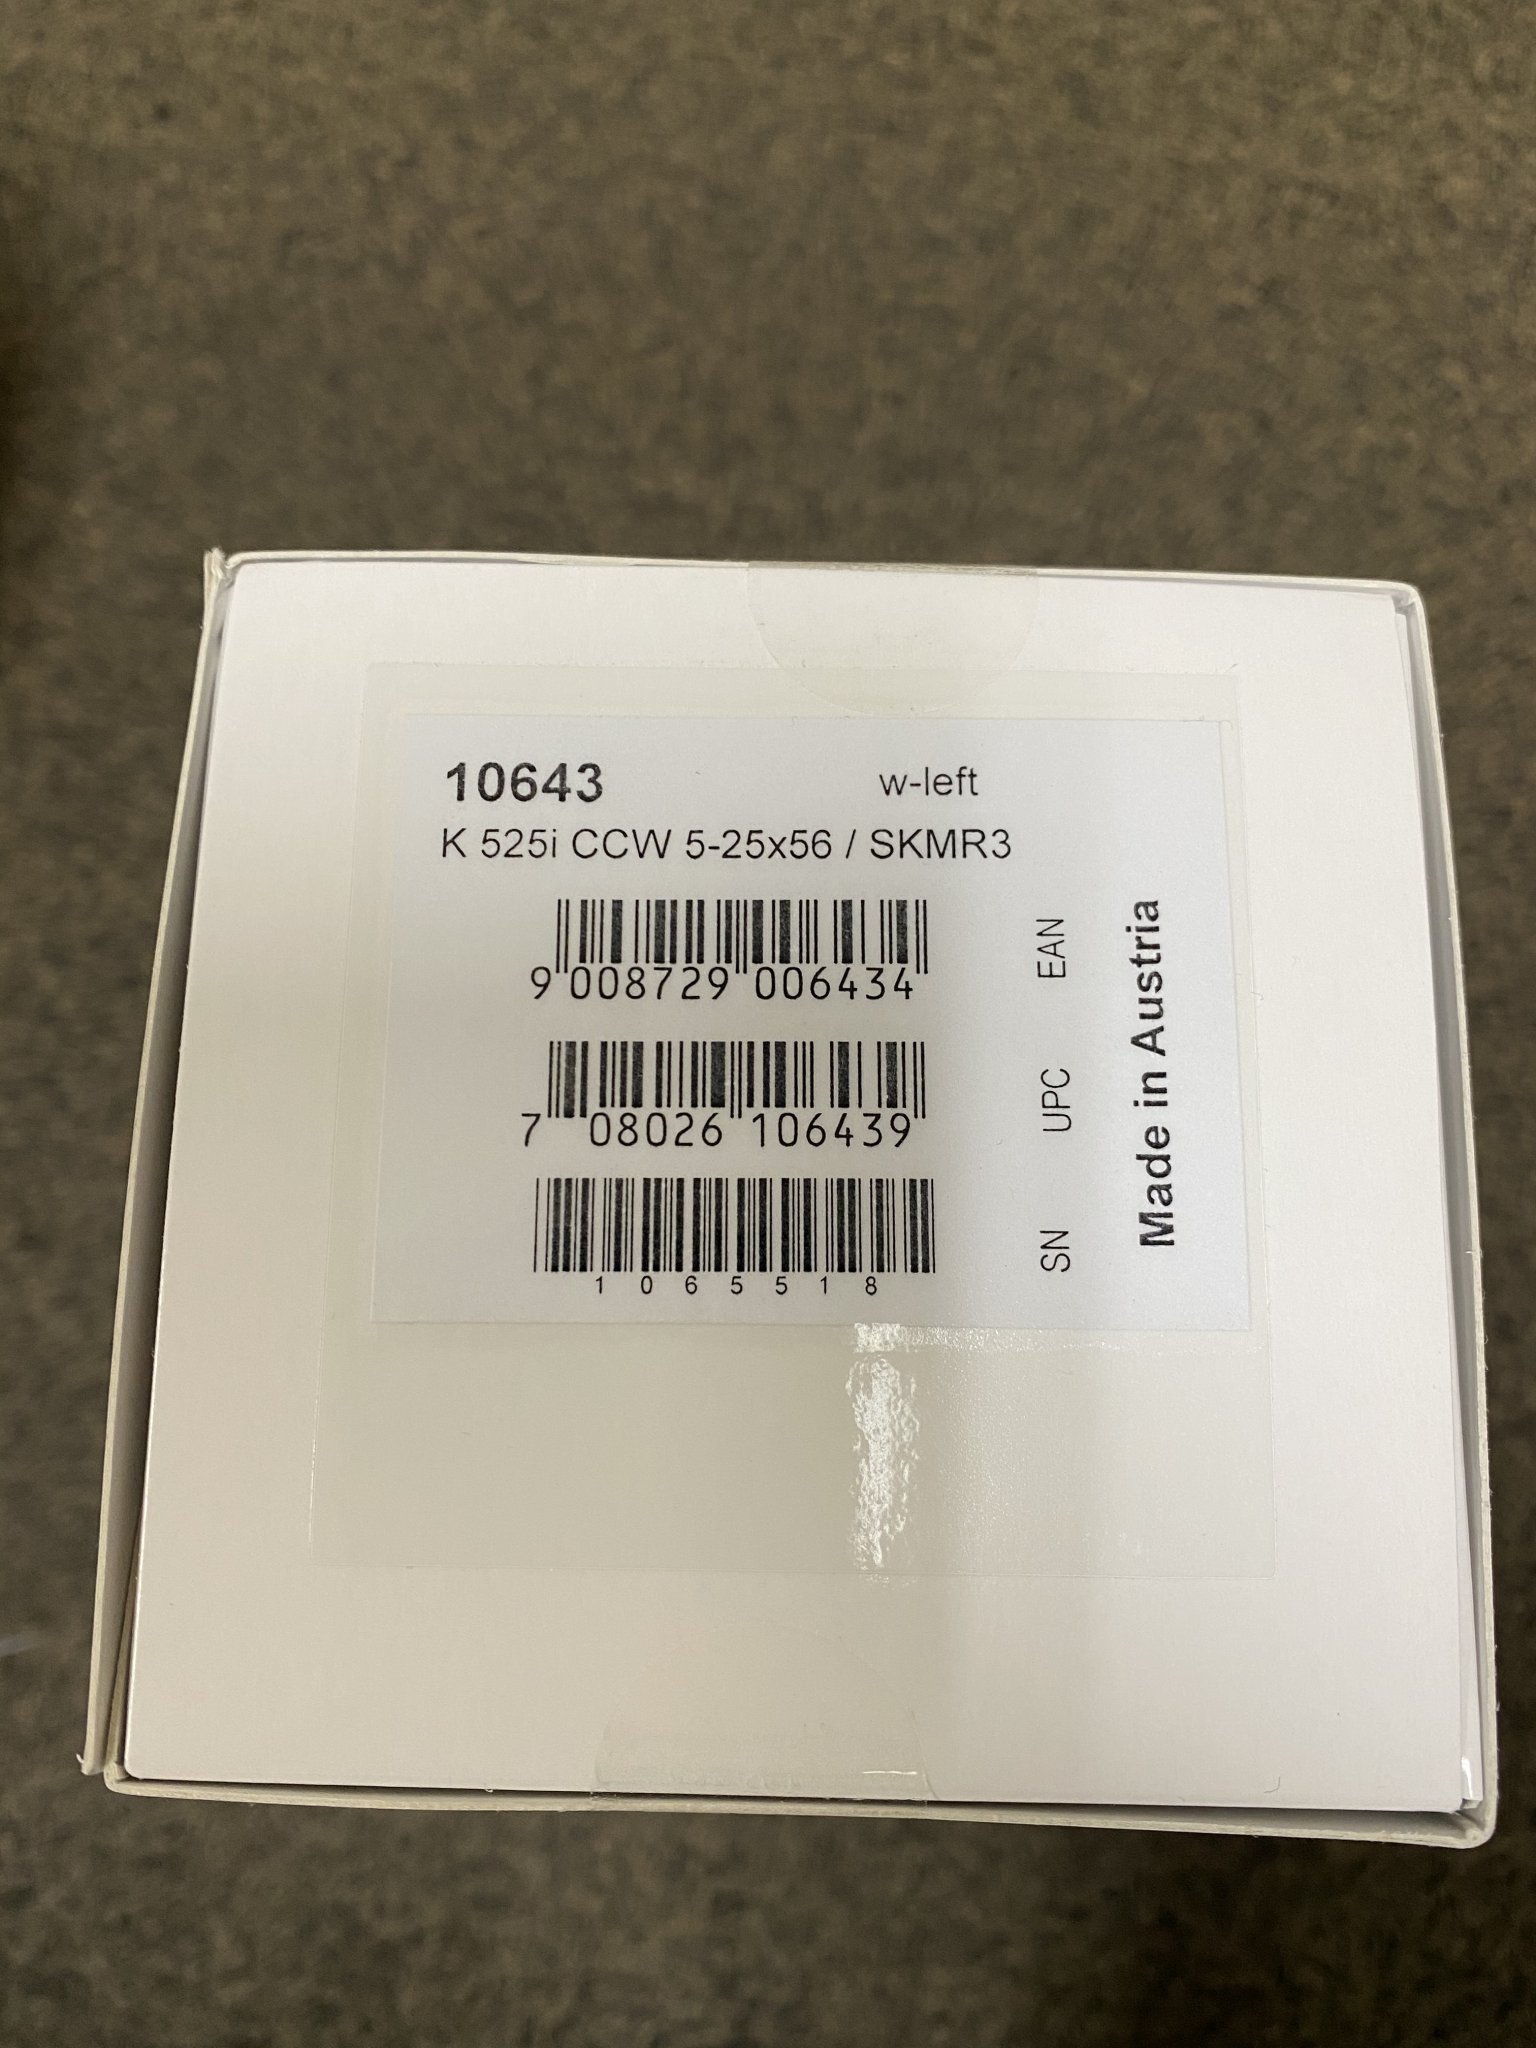 10643 w-left
K 525i CCW 5-25x56 / SKMR3
9 008729 006434
EAN
7 08026 106439
UPC
1065518
SN
Made in Austria